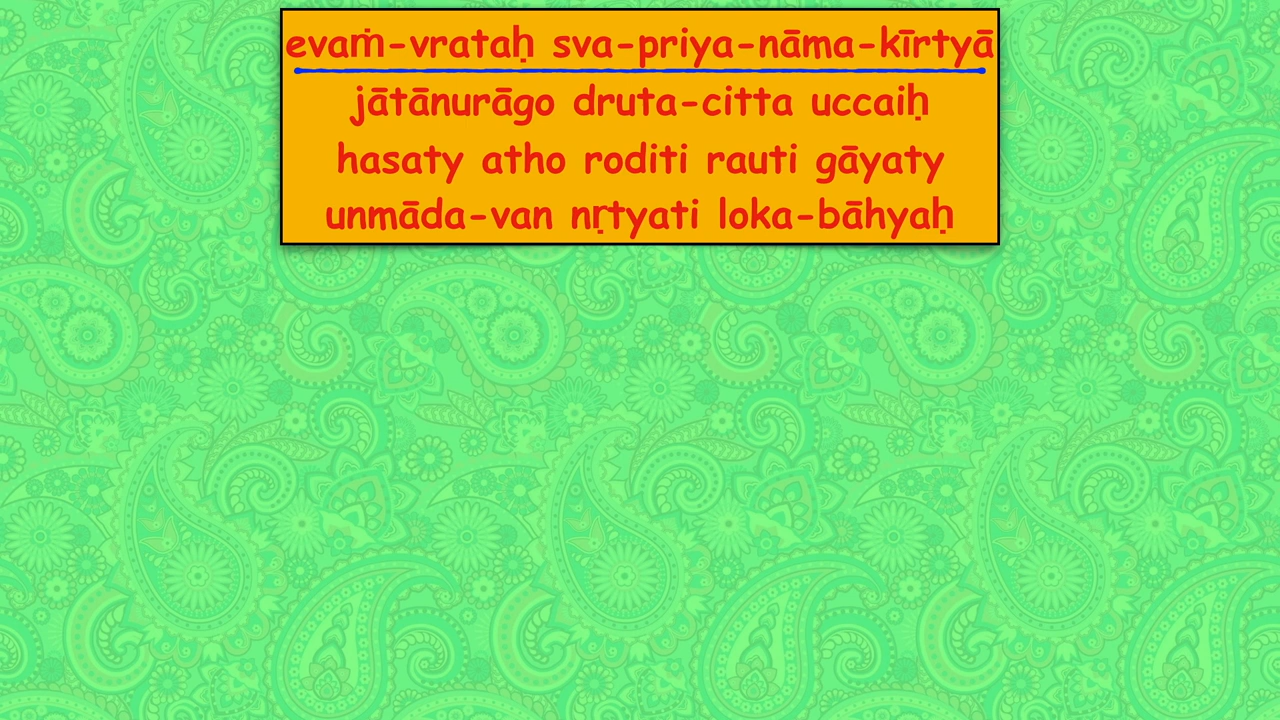 evaṁ-vrataḥ sva-priya-nāma-kīrtyā
jātānurāgo druta-citta uccaiḥ
hasaty atho roditi rauti gāyaty
unmāda-van nṛtyati loka-bāhyaḥ